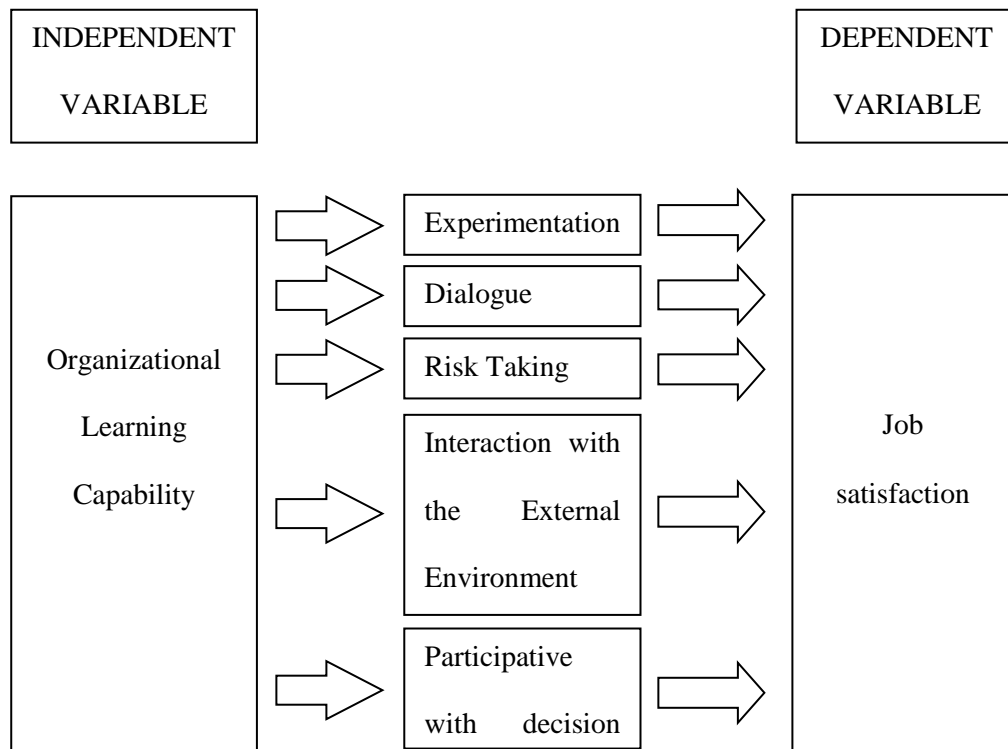 INDEPENDENT
VARIABLE
DEPENDENT
VARIABLE
Organizational
Learning
Capability
Experimentation
Dialogue
Risk Taking
Interaction with
the External
Environment
Participative
with decision
Job
satisfaction